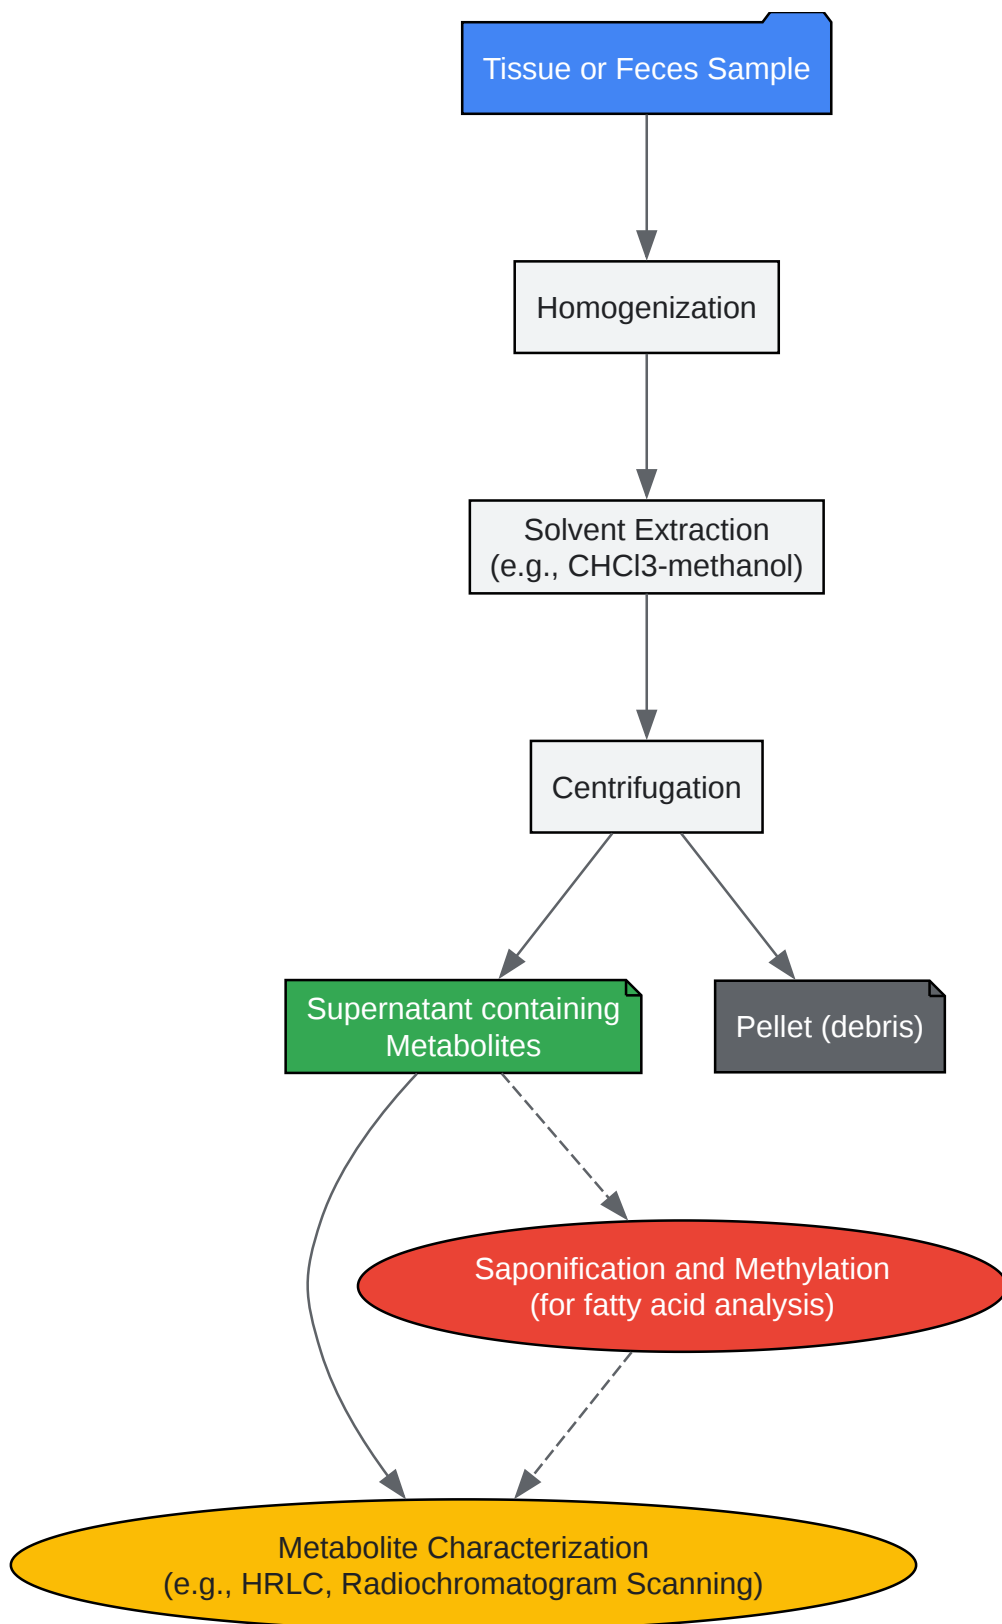 Tissue or Feces Sample
Homogenization
Solvent Extraction
(e.g., CHCl3-methanol)
Centrifugation
Supernatant containing
Metabolites
Pellet (debris)
Saponification and Methylation
(for fatty acid analysis)
Metabolite Characterization
(e.g., HRLC, Radiochromatogram Scanning)